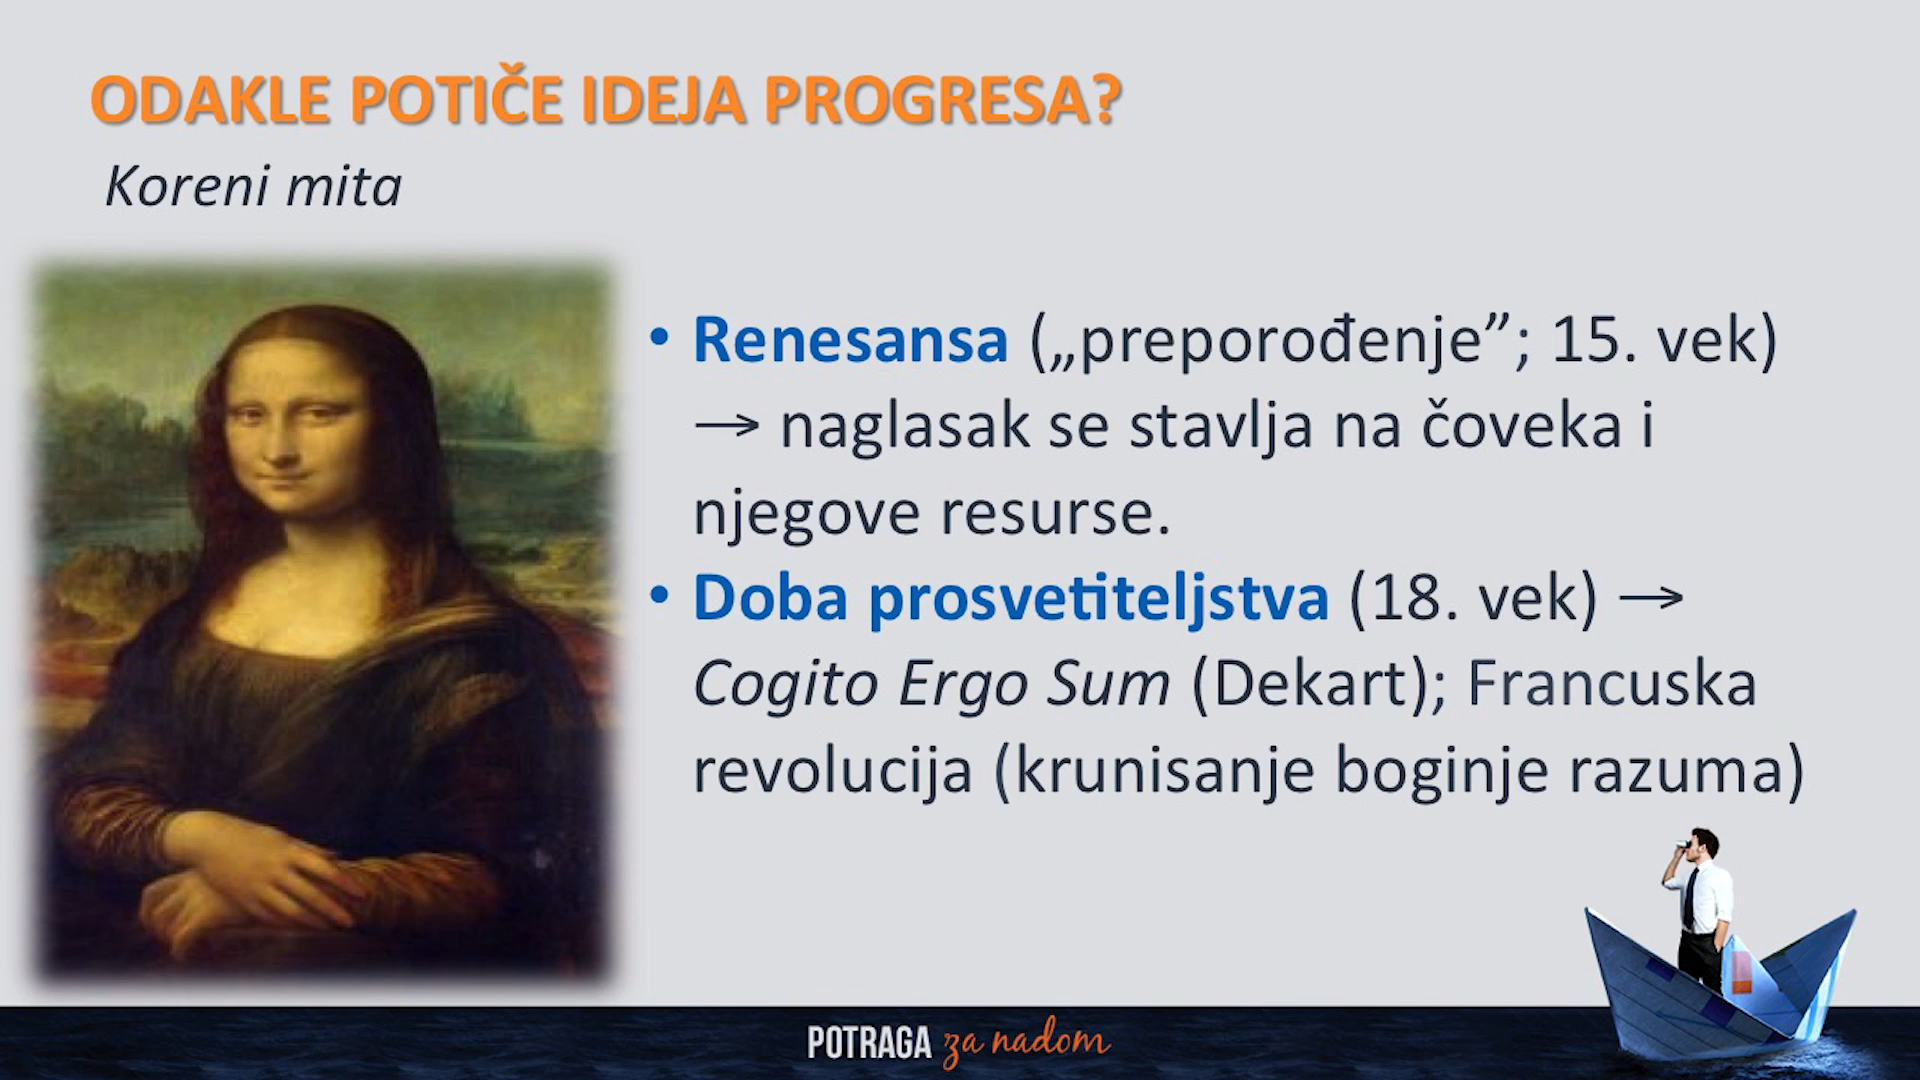 ODAKLE POTIČE IDEJA PROGRESA?
Koreni mita
• Renesansa („preporođenje”; 15. vek)
→ naglasak se stavlja na čoveka i
njegove resurse.
• Doba prosvetiteljstva (18. vek) →
Cogito Ergo Sum (Dekart); Francuska
revolucija (krunisanje boginje razuma)
POTRAGA za nadom